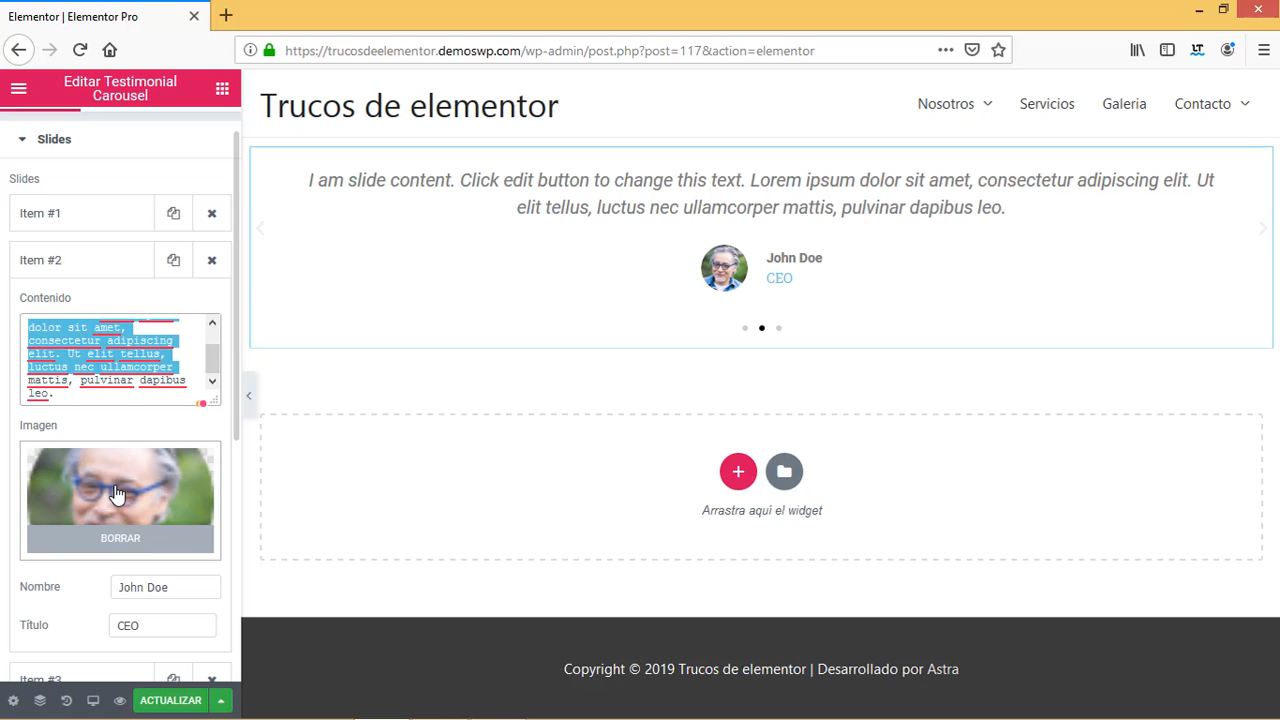 Elementor | Elementor Pro
https://trucosdeelementor.demoswp.com/wp-admin/post.php?post=117&action=elementor
Editar Testimonial
Carousel
Trucos de elementor
Nosotros
Servicios
Galeria
Contacto
Slides
Slides
Item #1
Item #2
Contenido
dolor sit amet,
consectetur adipiscing
elit. Ut elit tellus,
luctus nec ullamcorper
mattis, pulvinar dapibus
leo.
Imagen
BORRAR
Nombre
John Doe
Título
CEO
Item #3
ACTUALIZAR
I am slide content. Click edit button to change this text. Lorem ipsum dolor sit amet, consectetur adipiscing elit. Ut
elit tellus, luctus nec ullamcorper mattis, pulvinar dapibus leo.
John Doe
CEO
Arrastra aquí el widget
Copyright © 2019 Trucos de elementor | Desarrollado por Astra